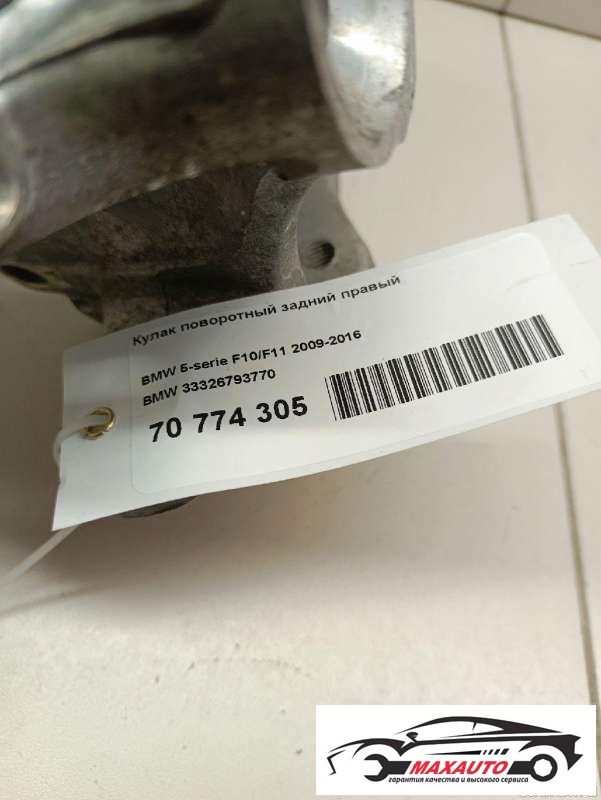 Кулак поворотный задний правый
BMW 5-serie F10/F11 2009-2016
BMW 33326793770
70 774 305
MAXAUTO
гарантия качества и высокого сервиса